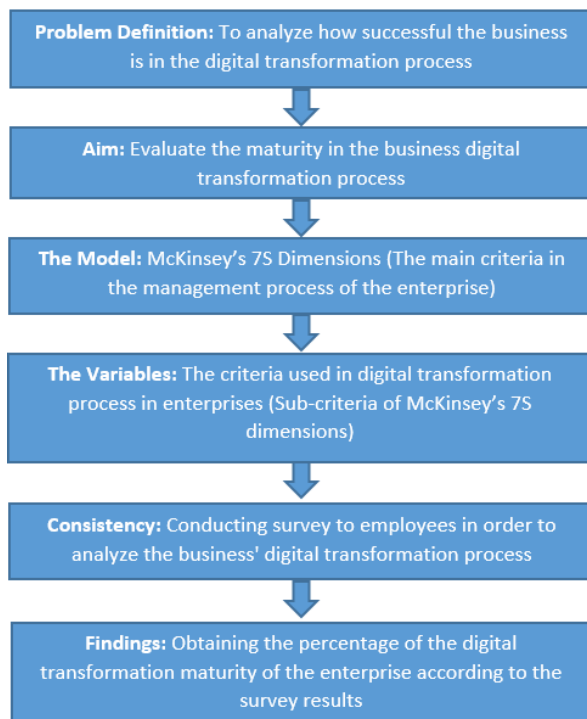 Problem Definition: To analyze how successful the business
is in the digital transformation process
Aim: Evaluate the maturity in the business digital
transformation process
The Model: McKinsey's 7S Dimensions (The main criteria in
the management process of the enterprise)
The Variables: The criteria used in digital transformation
process in enterprises (Sub-criteria of McKinsey's 7S
dimensions)
Consistency: Conducting survey to employees in order to
analyze the business' digital transformation process
Findings: Obtaining the percentage of the digital
transformation maturity of the enterprise according to the
survey results